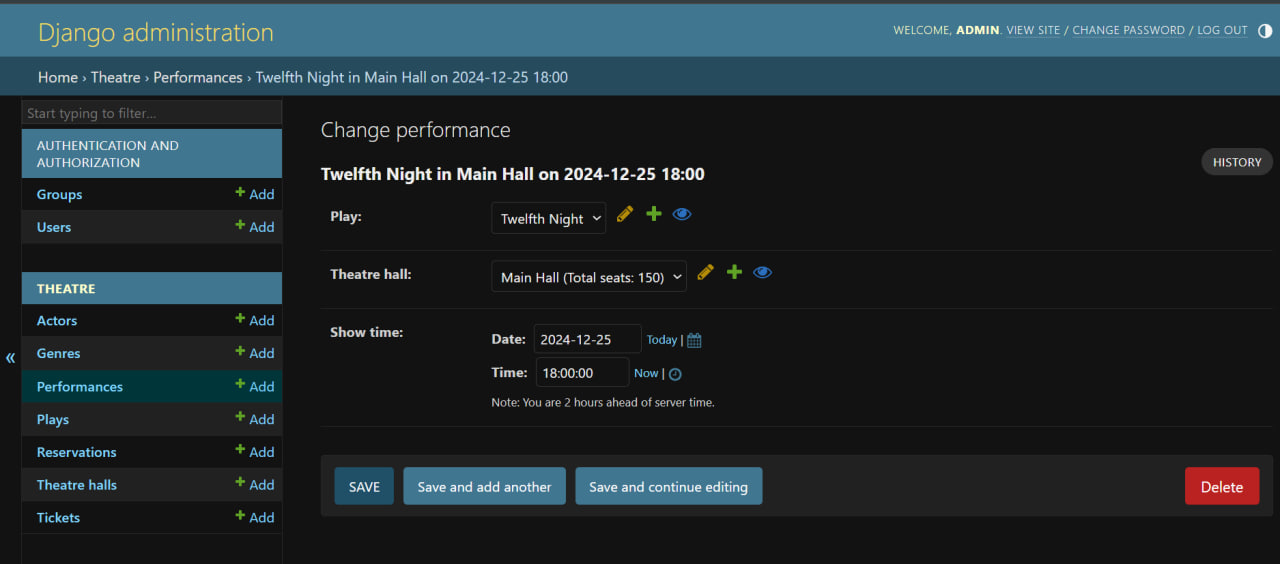 Django administration
WELCOME, ADMIN. VIEW SITE / CHANGE PASSWORD / LOG OUT
Home › Theatre › Performances › Twelfth Night in Main Hall on 2024-12-25 18:00
Start typing to filter...
AUTHENTICATION AND
AUTHORIZATION
Groups + Add
Users + Add
THEATRE
Actors + Add
Genres + Add
Performances + Add
Plays + Add
Reservations + Add
Theatre halls + Add
Tickets + Add
«
Change performance
HISTORY
Twelfth Night in Main Hall on 2024-12-25 18:00
Play: Twelfth Night
Theatre hall: Main Hall (Total seats: 150)
Show time: Date: 2024-12-25 Today |
Time: 18:00:00 Now |
Note: You are 2 hours ahead of server time.
SAVE Save and add another Save and continue editing Delete